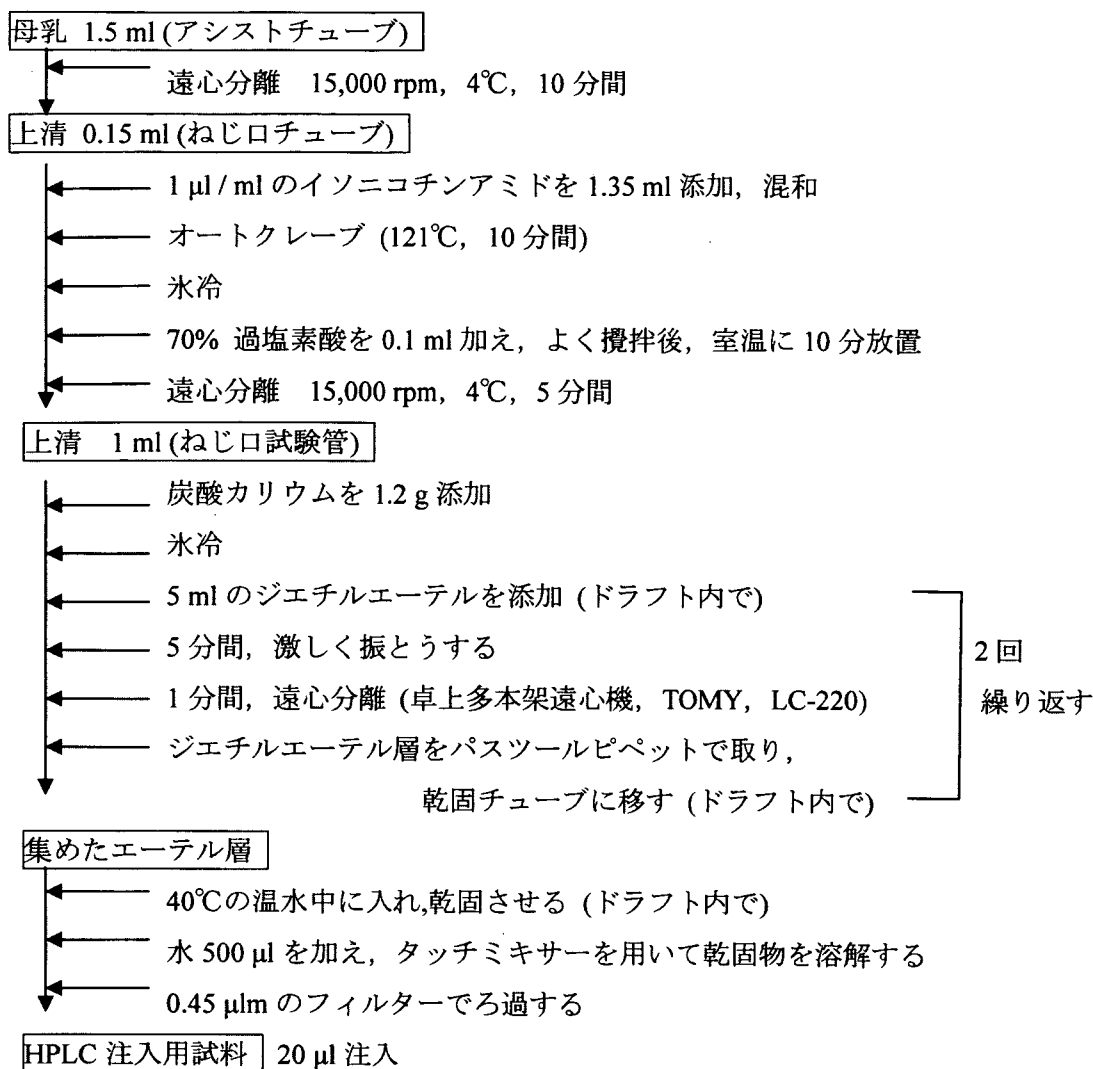 母乳 1.5 ml (アシストチューブ)
遠心分離 15,000 rpm, 4℃, 10 分間
上清 0.15 ml (ねじ口チューブ)
1 μl / ml のイソニコチンアミドを 1.35 ml 添加, 混和
オートクレーブ (121℃, 10 分間)
氷冷
70% 過塩素酸を 0.1 ml 加え, よく攪拌後, 室温に 10 分放置
遠心分離 15,000 rpm, 4℃, 5 分間
上清 1 ml (ねじ口試験管)
炭酸カリウムを 1.2 g 添加
氷冷
5 ml のジエチルエーテルを添加 (ドラフト内で)
5 分間, 激しく振とうする
2 回
1 分間, 遠心分離 (卓上多本架遠心機, TOMY, LC-220)
繰り返す
ジエチルエーテル層をパスツールピペットで取り,
乾固チューブに移す (ドラフト内で)
集めたエーテル層
40℃の温水中に入れ,乾固させる (ドラフト内で)
水 500 μl を加え, タッチミキサーを用いて乾固物を溶解する
0.45 μlm のフィルターでろ過する
HPLC 注入用試料 20 μl 注入